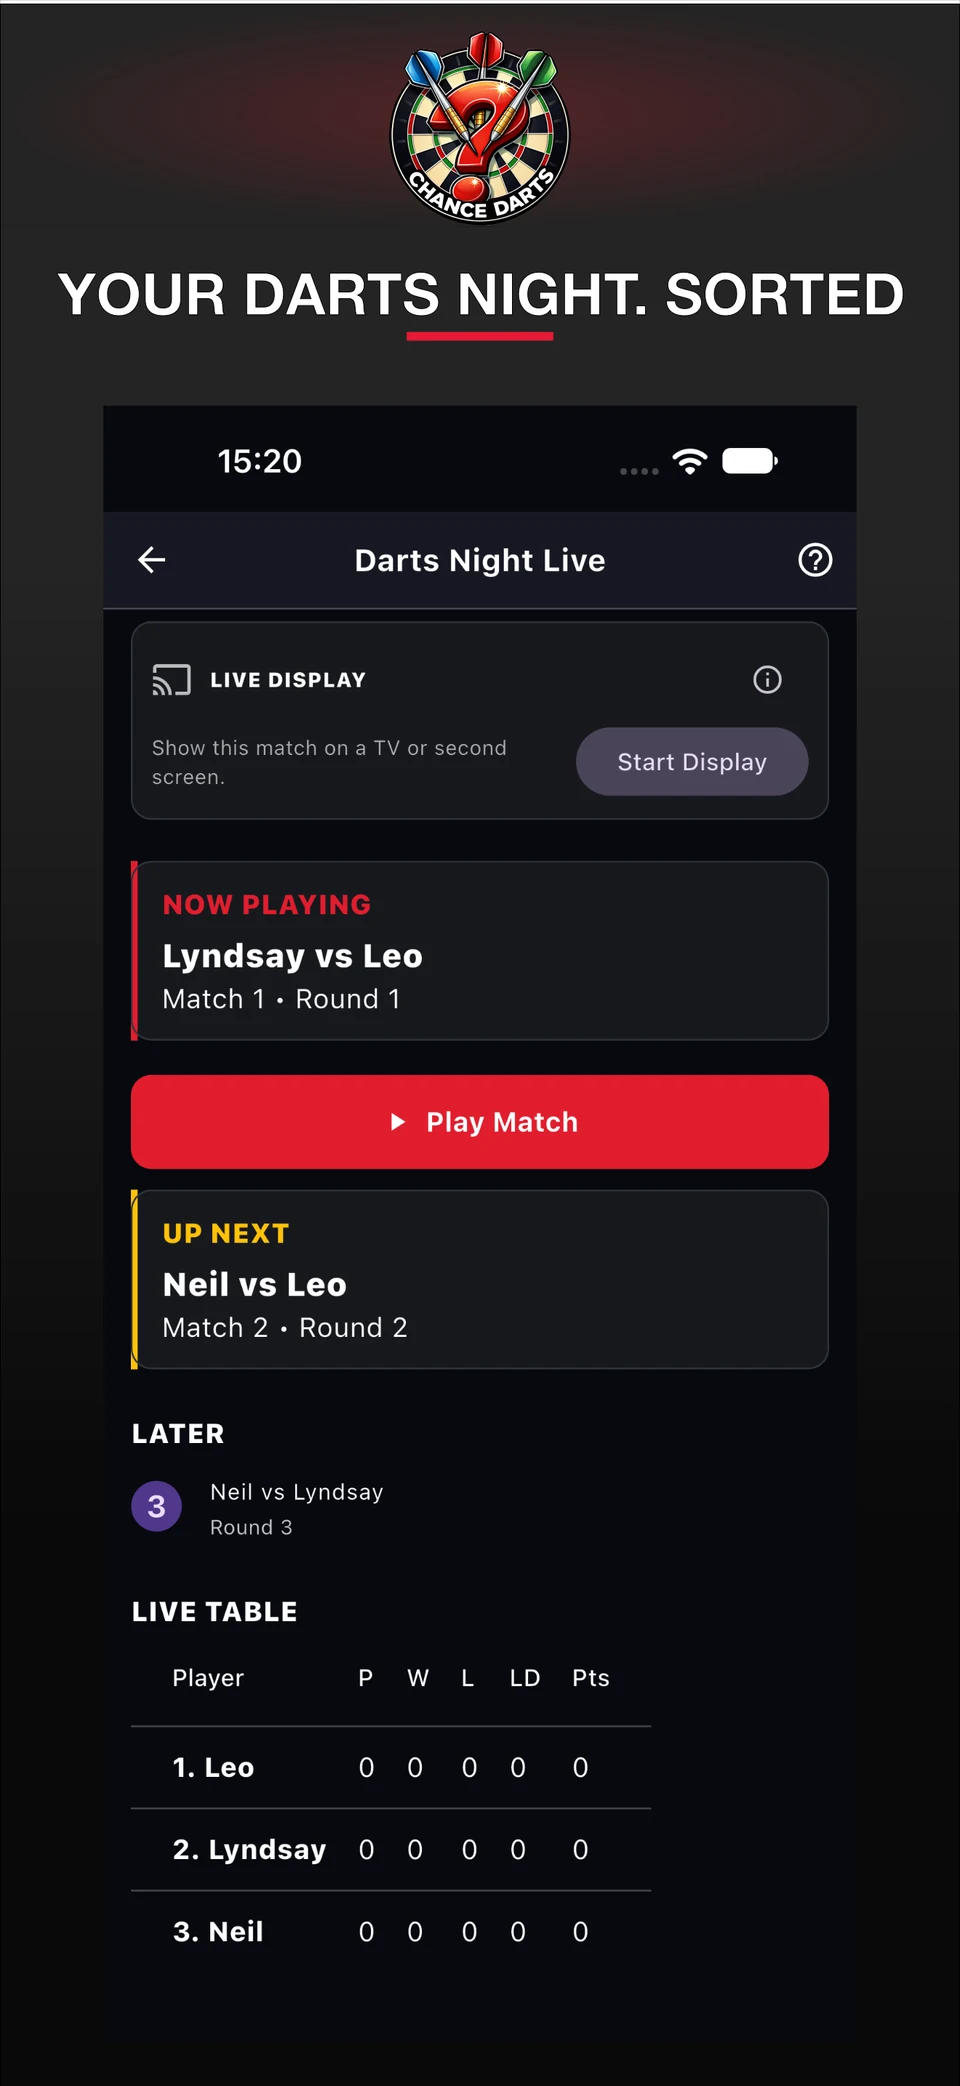 CHANCE DARTS
YOUR DARTS NIGHT. SORTED
15:20
Darts Night Live
LIVE DISPLAY
Show this match on a TV or second
screen.
Start Display
NOW PLAYING
Lyndsay vs Leo
Match 1 • Round 1
Play Match
UP NEXT
Neil vs Leo
Match 2 • Round 2
LATER
3
Neil vs Lyndsay
Round 3
LIVE TABLE
Player P W L LD Pts
1. Leo 0 0 0 0 0
2. Lyndsay 0 0 0 0 0
3. Neil 0 0 0 0 0